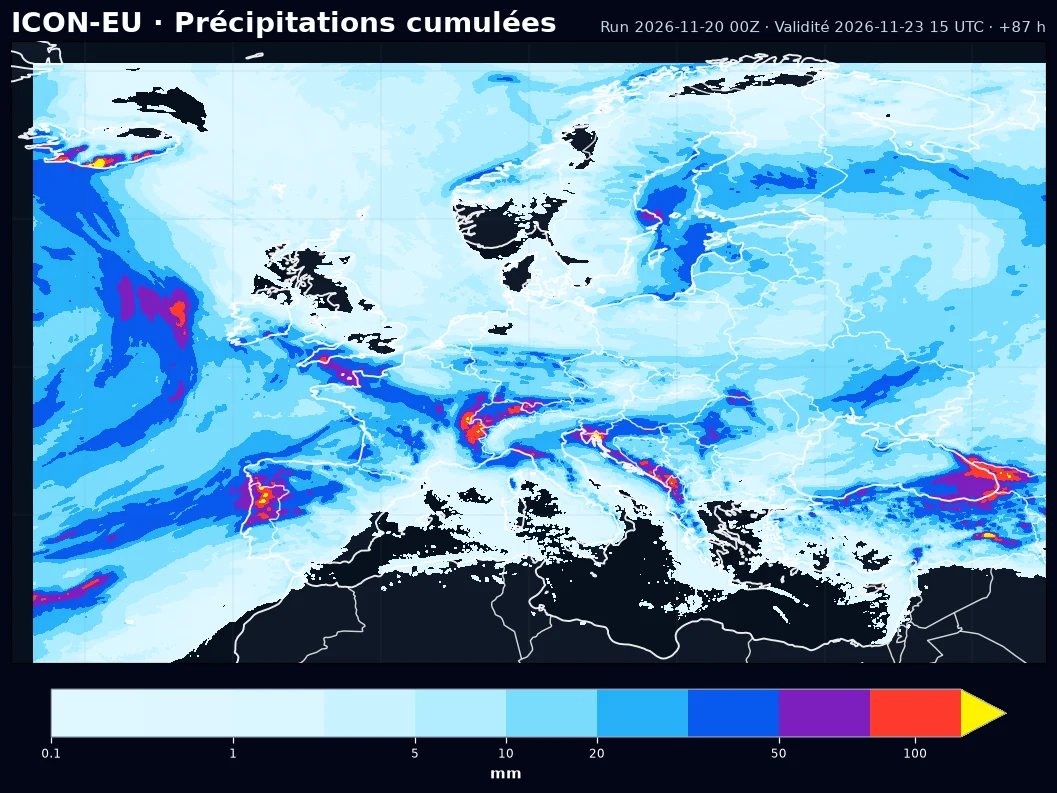 ICON-EU · Précipitations cumulées
Run 2026-11-20 00Z · Validité 2026-11-23 15 UTC · +87 h
0.1 1 5 10 20 50 100
mm